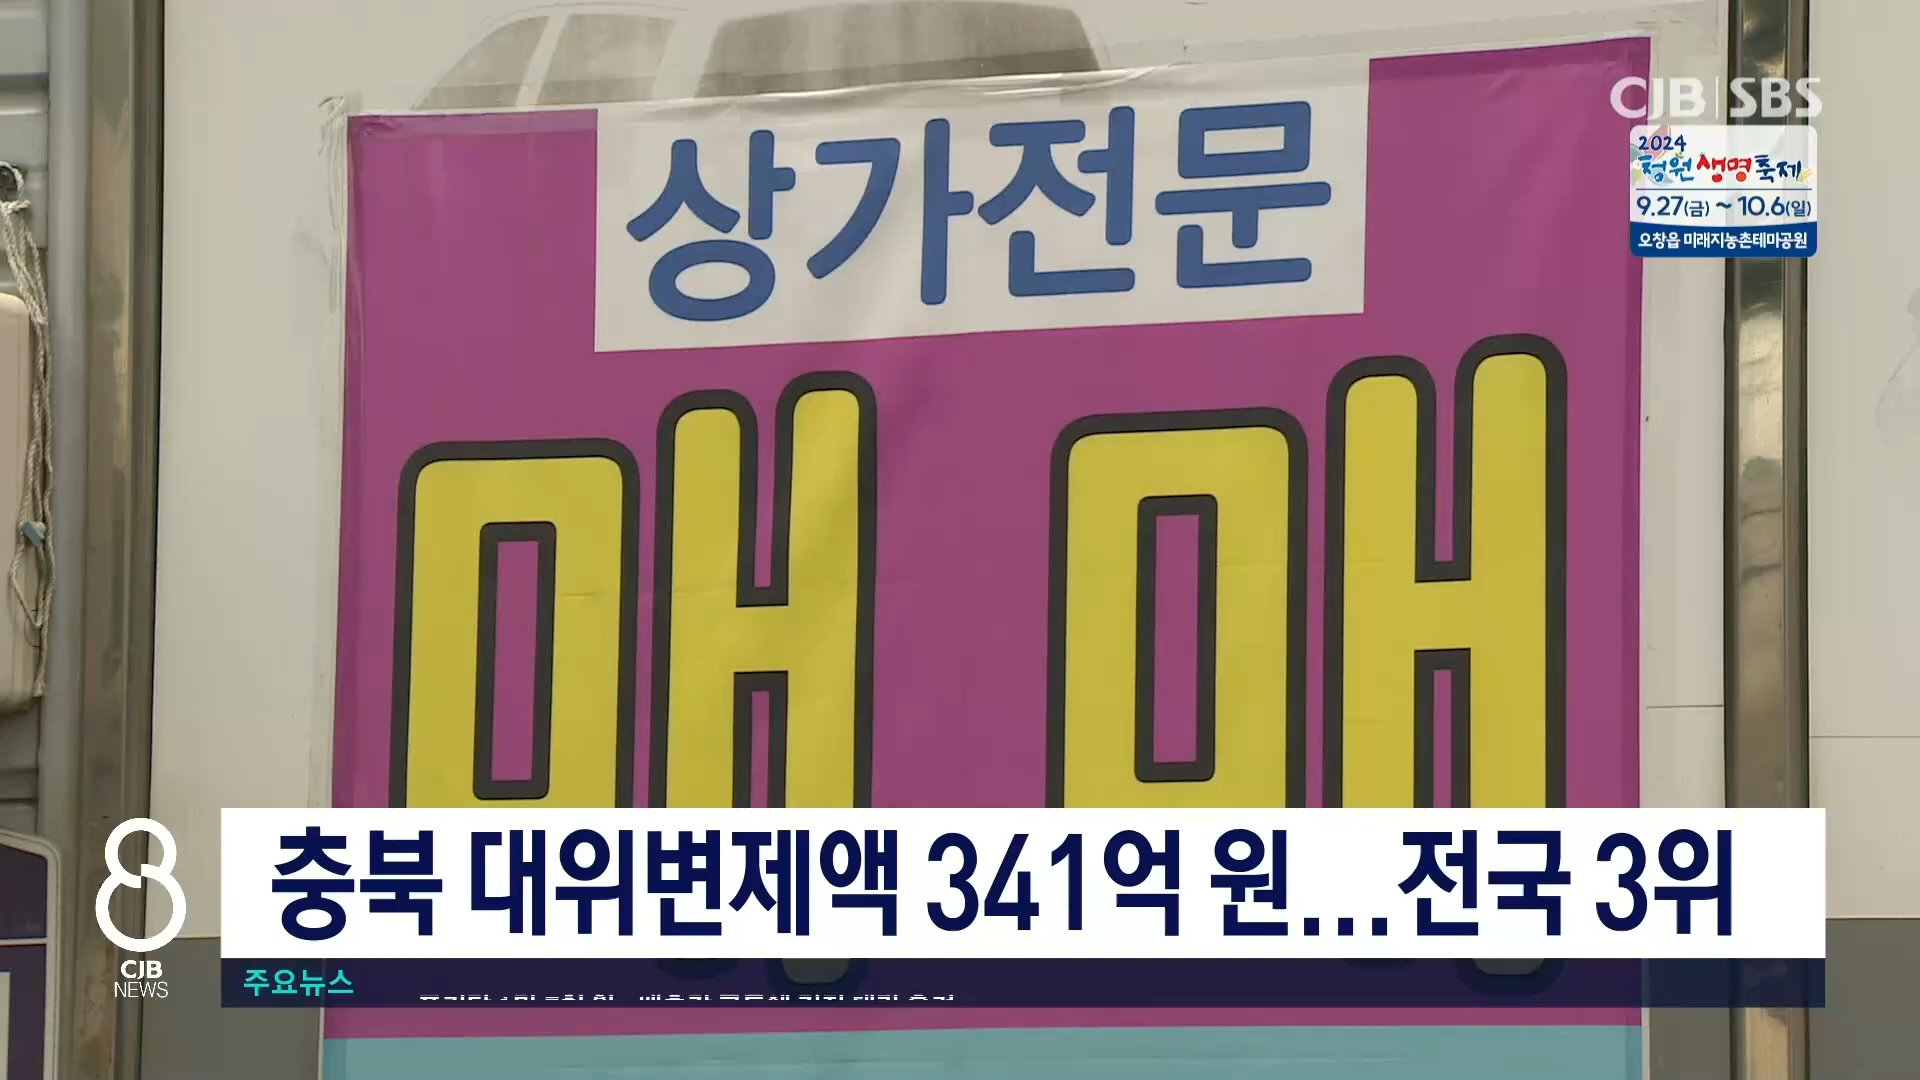 CJB SBS
2024
청원생명축제
9.27(금) ~ 10.6(일)
오창읍 미래지농촌테마공원
상가전문
매 매
충북 대위변제액 341억 원...전국 3위
8
CJB
NEWS
주요뉴스